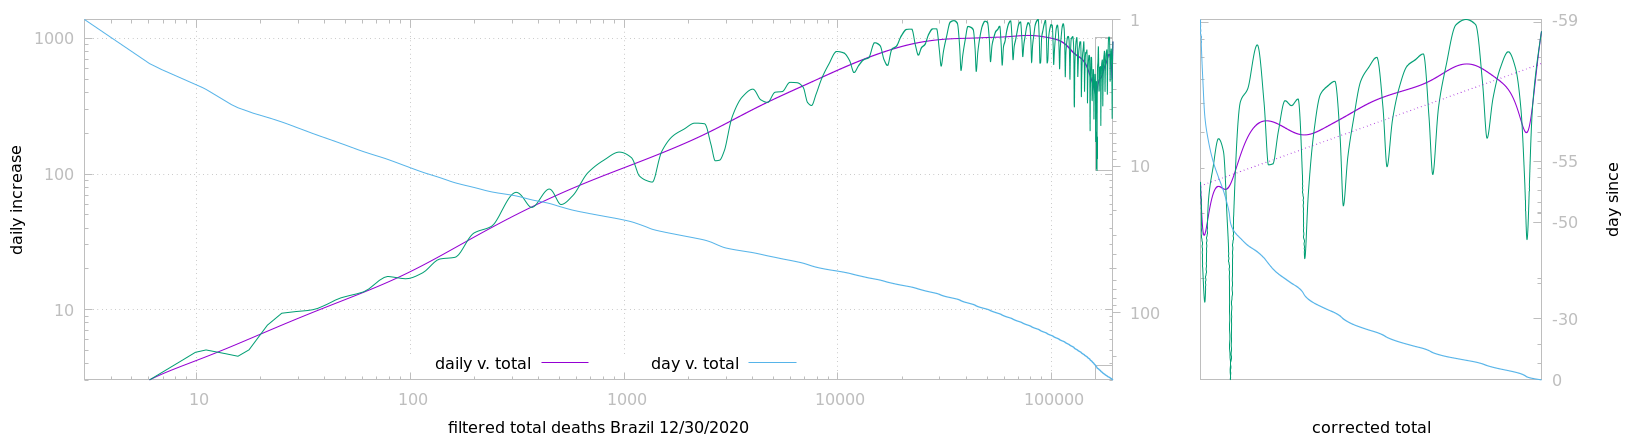 1000
100
10
daily increase
10
100
1000
10000
100000
filtered total deaths Brazil 12/30/2020
daily v. total
day v. total
1
10
100
-59
-55
-50
-30
0
day since
corrected total